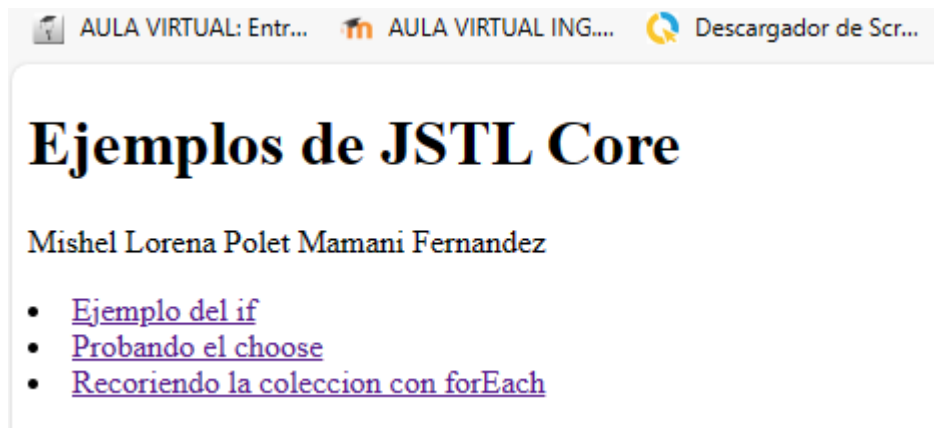 AULA VIRTUAL: Entr... AULA VIRTUAL ING.... Descargador de Scr...
Ejemplos de JSTL Core
Mishel Lorena Polet Mamani Fernandez
• Ejemplo del if
• Probando el choose
• Recoriendo la coleccion con forEach